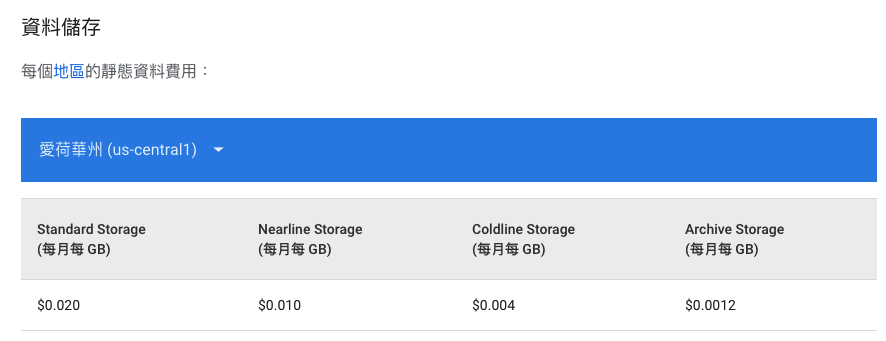 資料儲存
每個地區的靜態資料費用：
愛荷華州 (us-central1)
Standard Storage Nearline Storage Coldline Storage Archive Storage
(每月每 GB) (每月每 GB) (每月每 GB) (每月每 GB)
$0.020 $0.010 $0.004 $0.0012